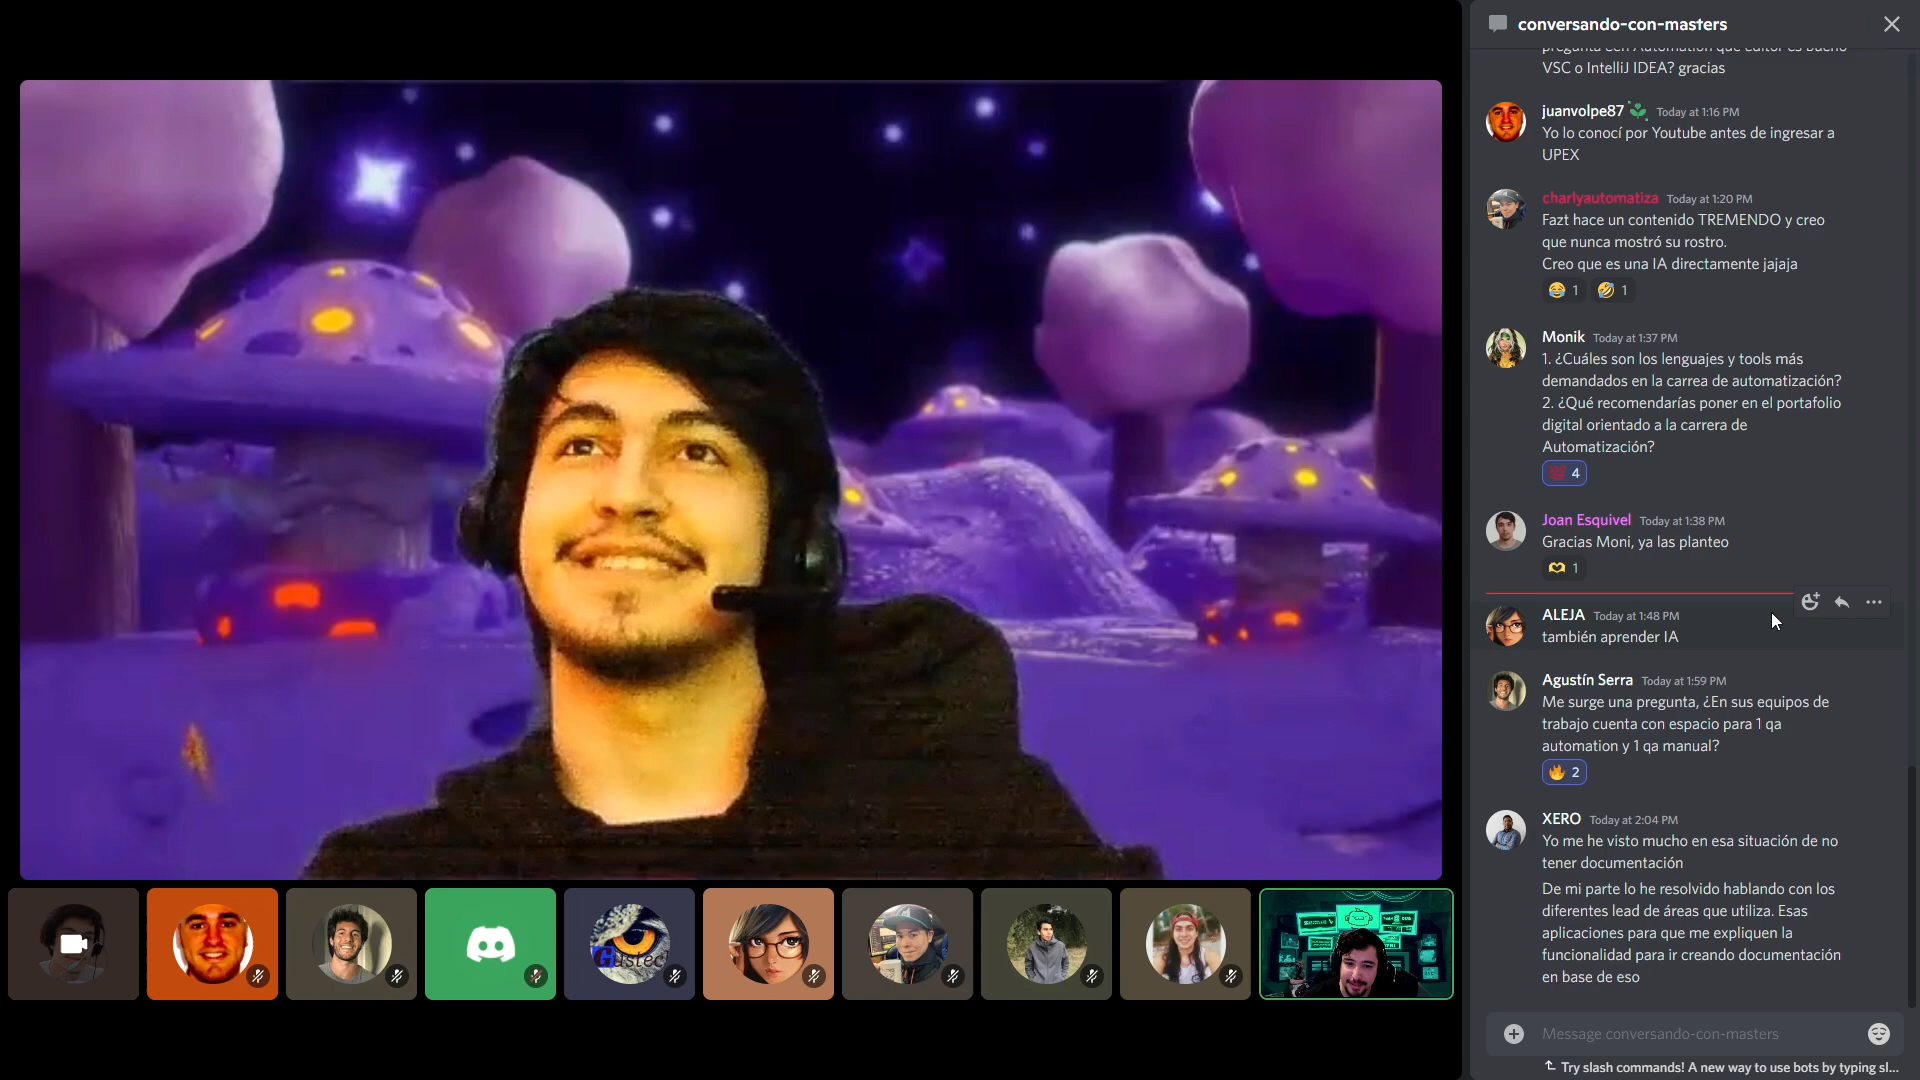 conversando-con-masters
VSC o IntelliJ IDEA? gracias
juanvolpe87 Today at 1:16 PM
Yo lo conocí por Youtube antes de ingresar a
UPEX
charlyautomatiza Today at 1:20 PM
Fazt hace un contenido TREMENDO y creo
que nunca mostró su rostro.
Creo que es una IA directamente jajaja
1 1
Monik Today at 1:37 PM
1. ¿Cuáles son los lenguajes y tools más
demandados en la carrea de automatización?
2. ¿Qué recomendarías poner en el portafolio
digital orientado a la carrera de
Automatización?
4
Joan Esquivel Today at 1:38 PM
Gracias Moni, ya las planteo
1
ALEJA Today at 1:48 PM
también aprender IA
Agustín Serra Today at 1:59 PM
Me surge una pregunta, ¿En sus equipos de
trabajo cuenta con espacio para 1 qa
automation y 1 qa manual?
2
XERO Today at 2:04 PM
Yo me he visto mucho en esa situación de no
tener documentación
De mi parte lo he resolvido hablando con los
diferentes lead de áreas que utiliza. Esas
aplicaciones para que me expliquen la
funcionalidad para ir creando documentación
en base de eso
Message conversando-con-masters
Try slash commands! A new way to use bots by typing sl...